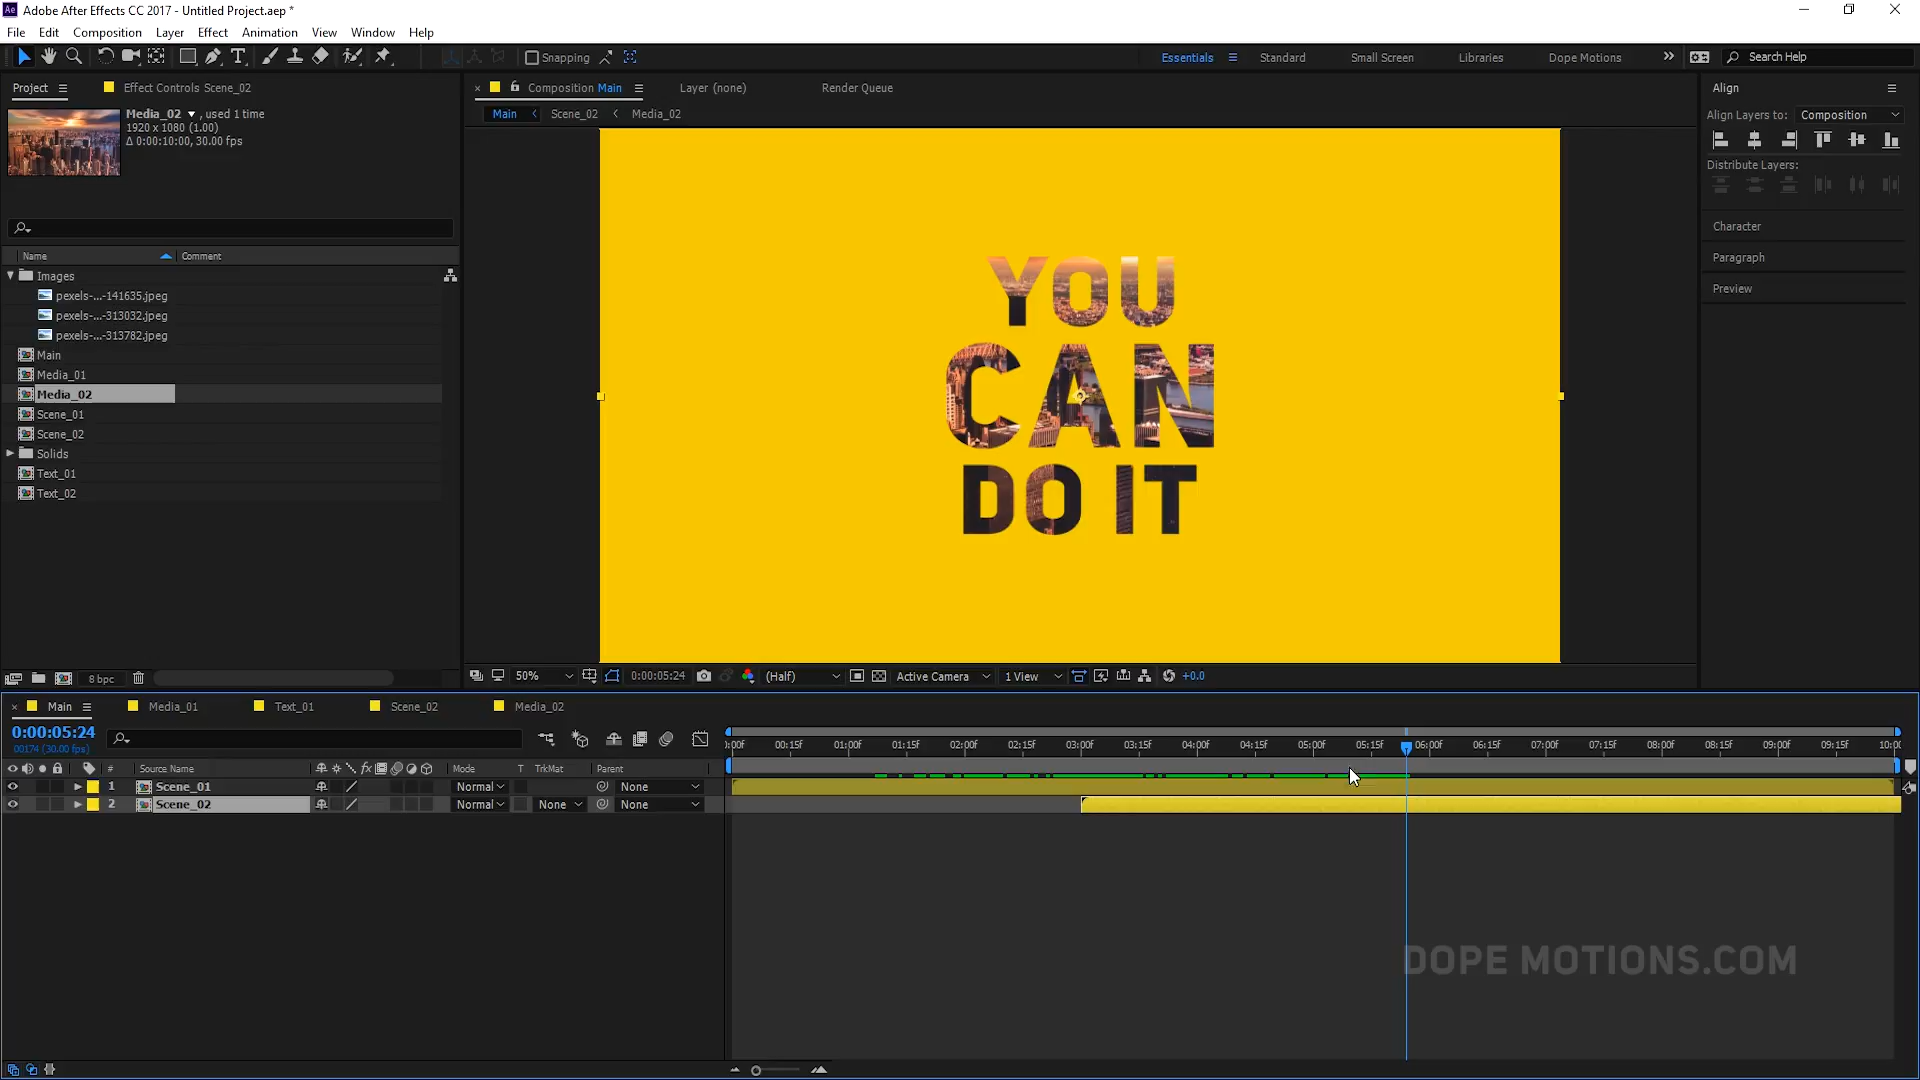 Adobe After Effects CC 2017 - Untitled Project.aep *
File Edit Composition Layer Effect Animation View Window Help
Snapping
Essentials Standard Small Screen Libraries Dope Motions Search Help
Project Effect Controls Scene_02
Composition Main Layer (none) Render Queue
Align
Media_02 , used 1 time
1920 x 1080 (1.00)
Δ 0:00:10:00, 30.00 fps
Main Scene_02 Media_02
Align Layers to: Composition
Distribute Layers:
Name Comment
Images
pexels-...-141635.jpeg
pexels-...-313032.jpeg
pexels-...-313782.jpeg
Main
Media_01
Media_02
Scene_01
Scene_02
Solids
Text_01
Text_02
YOU
CAN
DO IT
Character
Paragraph
Preview
8 bpc
50% 0:00:05:24 (Half) Active Camera 1 View +0.0
Main Media_01 Text_01 Scene_02 Media_02
0:00:05:24
00174 (30.00 fps)
:00f 00:15f 01:00f 01:15f 02:00f 02:15f 03:00f 03:15f 04:00f 04:15f 05:00f 05:15f 06:00f 06:15f 07:00f 07:15f 08:00f 08:15f 09:00f 09:15f 10:00
# Source Name fx Mode T TrkMat Parent
1 Scene_01 Normal None
2 Scene_02 Normal None None
DOPE MOTIONS.COM